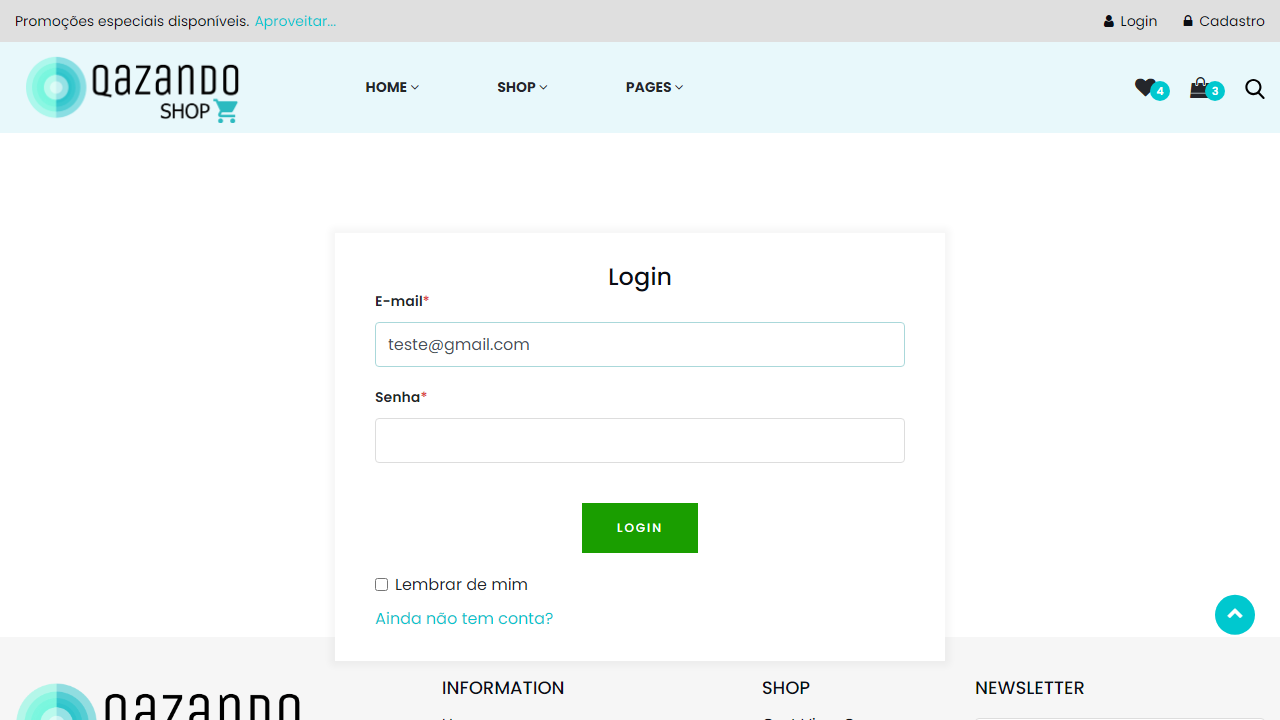 Promoções especiais disponíveis. Aproveitar...
Login
Cadastro
QAZANDO
SHOP
HOME
SHOP
PAGES
4
3
Login
E-mail*
teste@gmail.com
Senha*
LOGIN
Lembrar de mim
Ainda não tem conta?
QAZANDO
INFORMATION
SHOP
NEWSLETTER